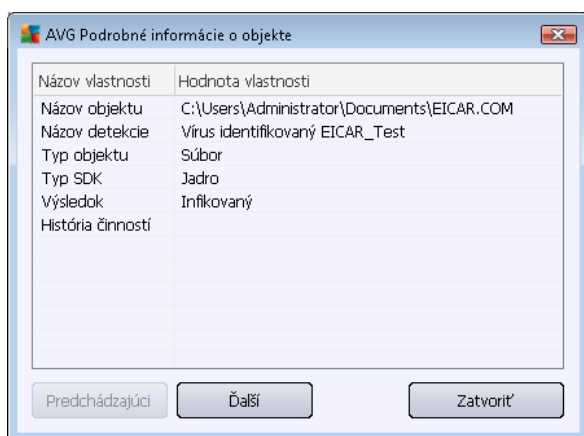 AVG Podrobné informácie o objekte
Názov vlastnosti Hodnota vlastnosti
Názov objektu C:\Users\Administrator\Documents\EICAR.COM
Názov detekcie Vírus identifikovaný EICAR_Test
Typ objektu Súbor
Typ SDK Jadro
Výsledok Infikovaný
História činností
Predchádzajúci Ďalší Zatvoriť